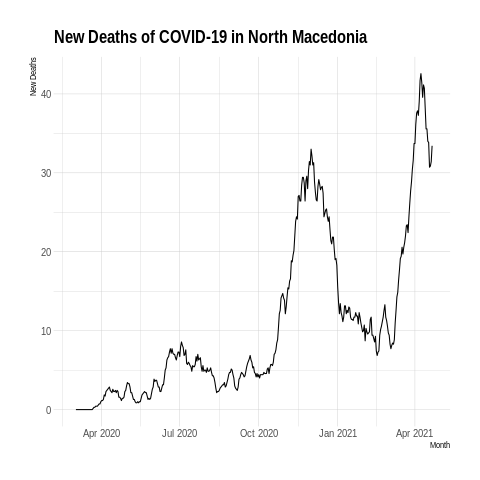 New Deaths of COVID-19 in North Macedonia
New Deaths
40
30
20
10
0
Apr 2020 Jul 2020 Oct 2020 Jan 2021 Apr 2021
Month